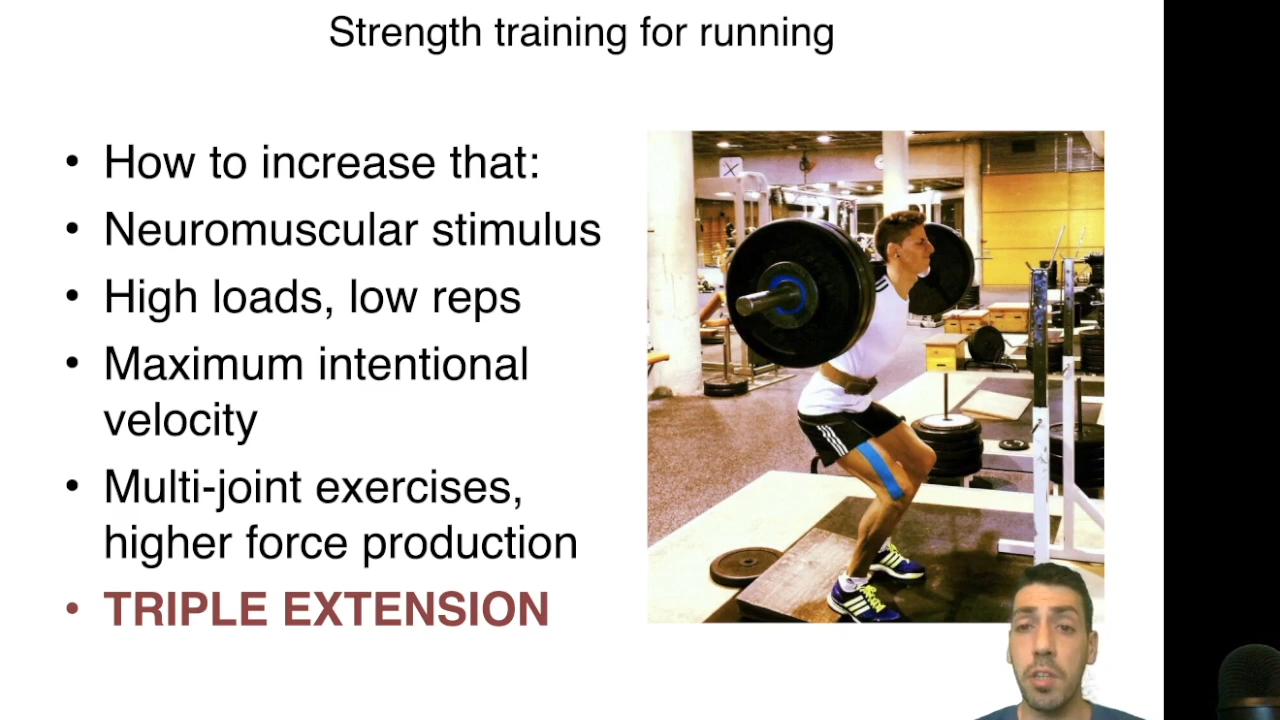 Strength training for running
• How to increase that:
• Neuromuscular stimulus
• High loads, low reps
• Maximum intentional
velocity
• Multi-joint exercises,
higher force production
• TRIPLE EXTENSION